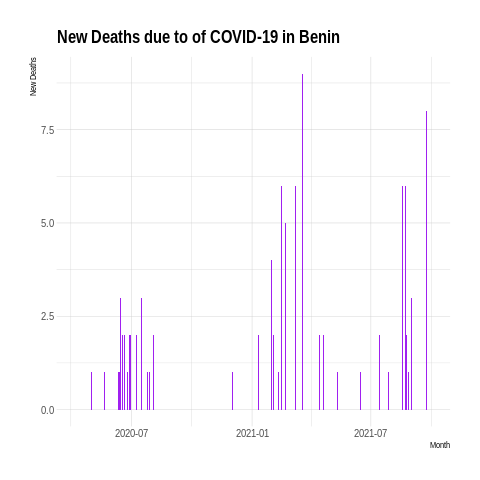 New Deaths due to of COVID-19 in Benin
New Deaths
7.5
5.0
2.5
0.0
2020-07
2021-01
2021-07
Month